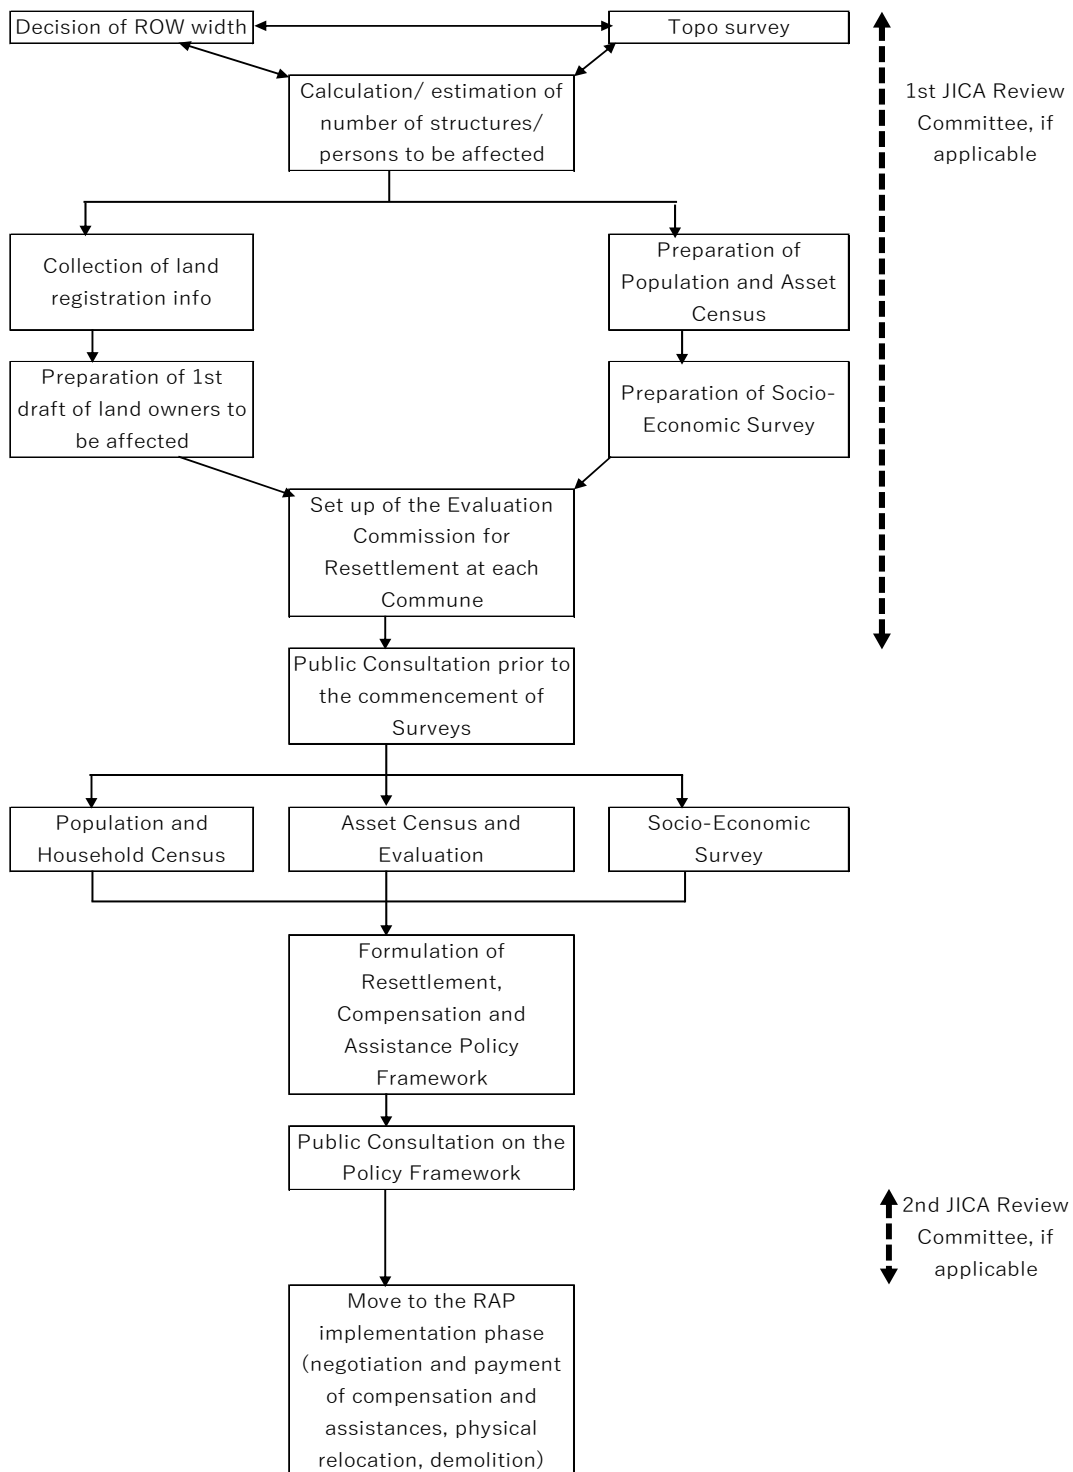 Decision of ROW width
Topo survey
Calculation/ estimation of
number of structures/
persons to be affected
1st JICA Review
Committee, if
applicable
Collection of land
registration info
Preparation of
Population and Asset
Census
Preparation of 1st
draft of land owners to
be affected
Preparation of Socio-
Economic Survey
Set up of the Evaluation
Commission for
Resettlement at each
Commune
Public Consultation prior to
the commencement of
Surveys
Population and
Household Census
Asset Census and
Evaluation
Socio-Economic
Survey
Formulation of
Resettlement,
Compensation and
Assistance Policy
Framework
Public Consultation on the
Policy Framework
2nd JICA Review
Committee, if
applicable
Move to the RAP
implementation phase
(negotiation and payment
of compensation and
assistances, physical
relocation, demolition)